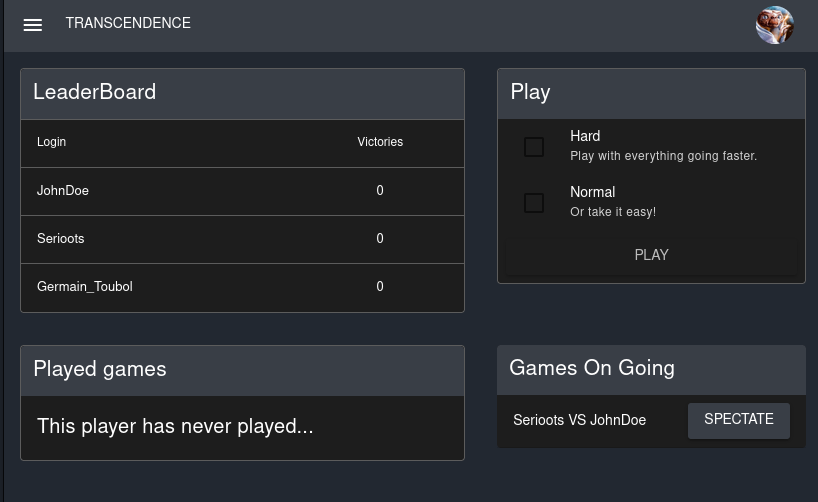 TRANSCENDENCE
LeaderBoard
Login Victories
JohnDoe 0
Serioots 0
Germain_Toubol 0
Play
Hard
Play with everything going faster.
Normal
Or take it easy!
PLAY
Played games
This player has never played...
Games On Going
Serioots VS JohnDoe SPECTATE